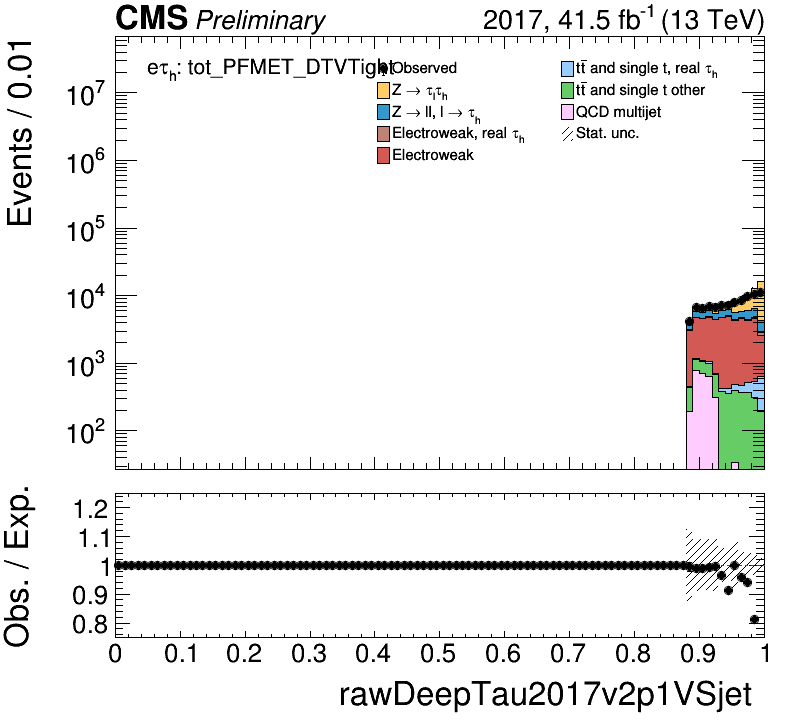 CMS Preliminary 2017, 41.5 fb⁻¹ (13 TeV)
eτₕ: tot_PFMET_DTVTight
Observed
Z → τₗτₕ
Z → ll, l → τₕ
Electroweak, real τₕ
Electroweak
tt̄ and single t, real τₕ
tt̄ and single t other
QCD multijet
Stat. unc.
Events / 0.01
10⁷
10⁶
10⁵
10⁴
10³
10²
Obs. / Exp.
1.2
1.1
1
0.9
0.8
0 0.1 0.2 0.3 0.4 0.5 0.6 0.7 0.8 0.9 1
rawDeepTau2017v2p1VSjet